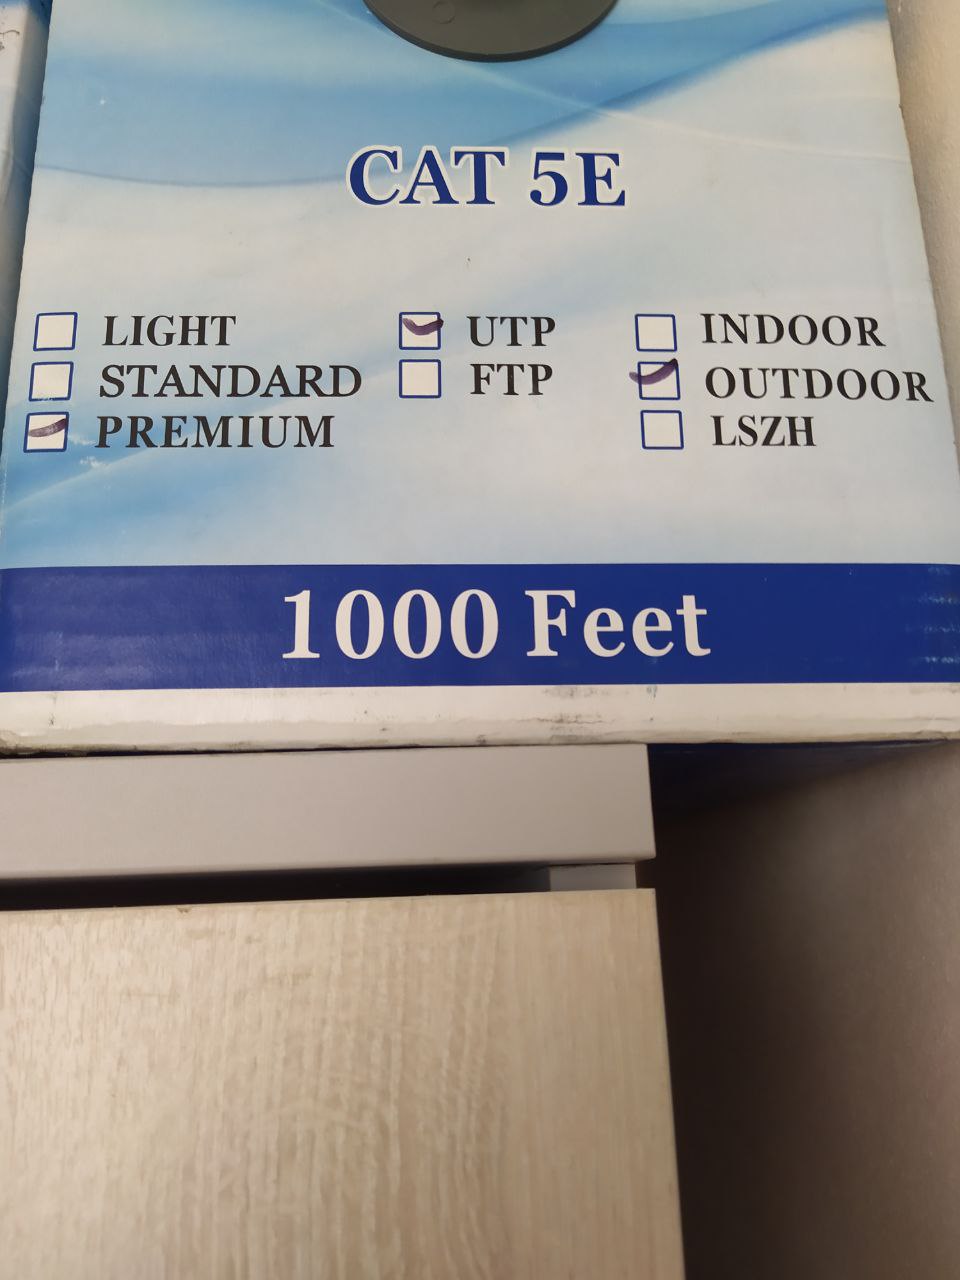 CAT 5E
LIGHT
STANDARD
PREMIUM
UTP
FTP
INDOOR
OUTDOOR
LSZH
1000 Feet